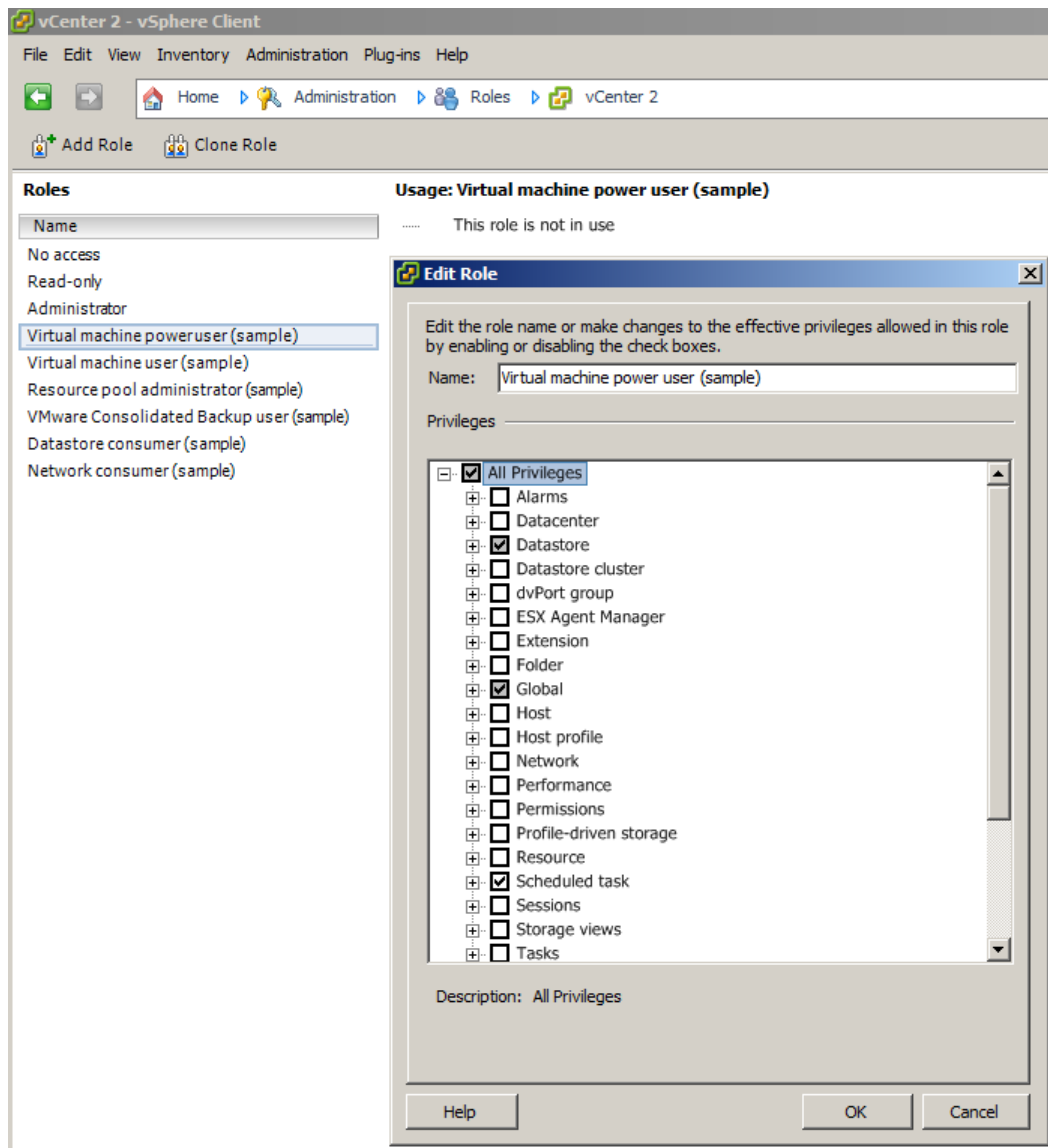 vCenter 2 - vSphere Client
File Edit View Inventory Administration Plug-ins Help
Home Administration Roles vCenter 2
Add Role Clone Role
Roles
Name
No access
Read-only
Administrator
Virtual machine poweruser (sample)
Virtual machine user (sample)
Resource pool administrator (sample)
VMware Consolidated Backup user (sample)
Datastore consumer (sample)
Network consumer (sample)
Usage: Virtual machine power user (sample)
This role is not in use
Edit Role
Edit the role name or make changes to the effective privileges allowed in this role
by enabling or disabling the check boxes.
Name: Virtual machine power user (sample)
Privileges
All Privileges
Alarms
Datacenter
Datastore
Datastore cluster
dvPort group
ESX Agent Manager
Extension
Folder
Global
Host
Host profile
Network
Performance
Permissions
Profile-driven storage
Resource
Scheduled task
Sessions
Storage views
Tasks
Description: All Privileges
Help OK Cancel